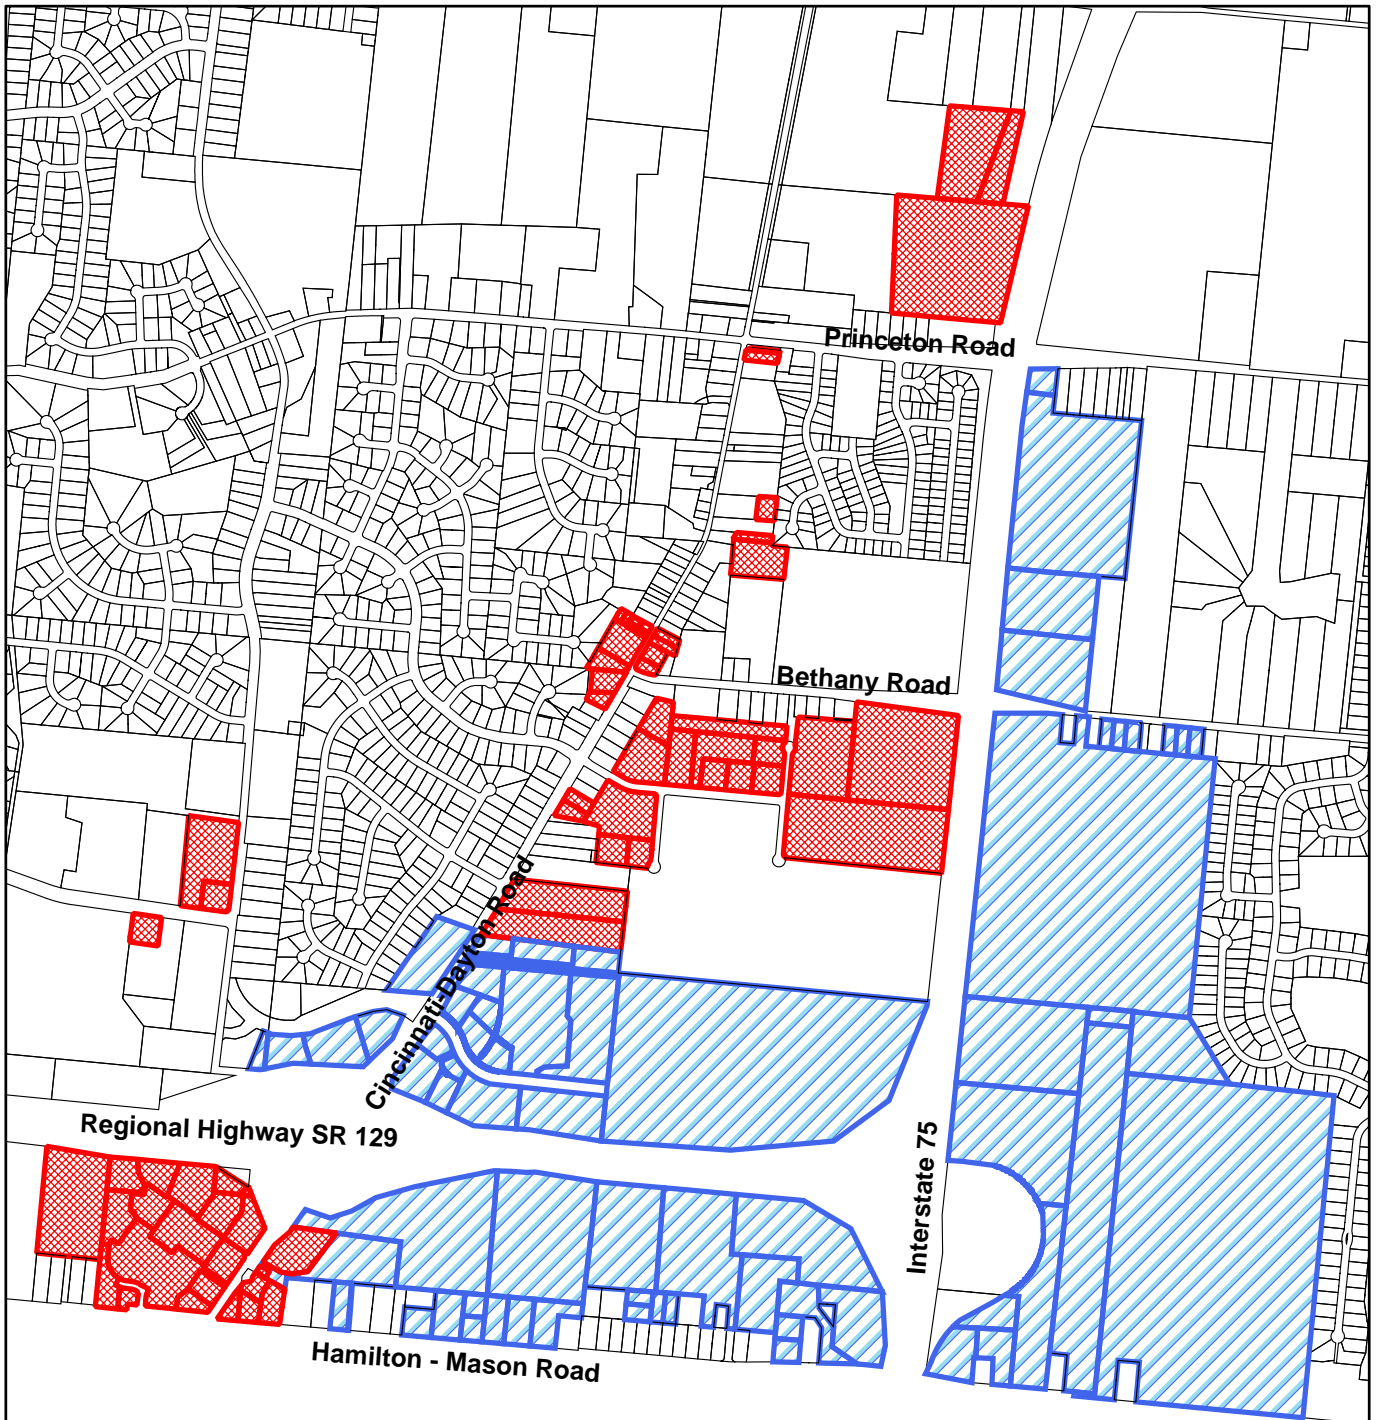 Princeton Road
Bethany Road
Cincinnati-Dayton Road
Regional Highway SR 129
Interstate 75
Hamilton - Mason Road